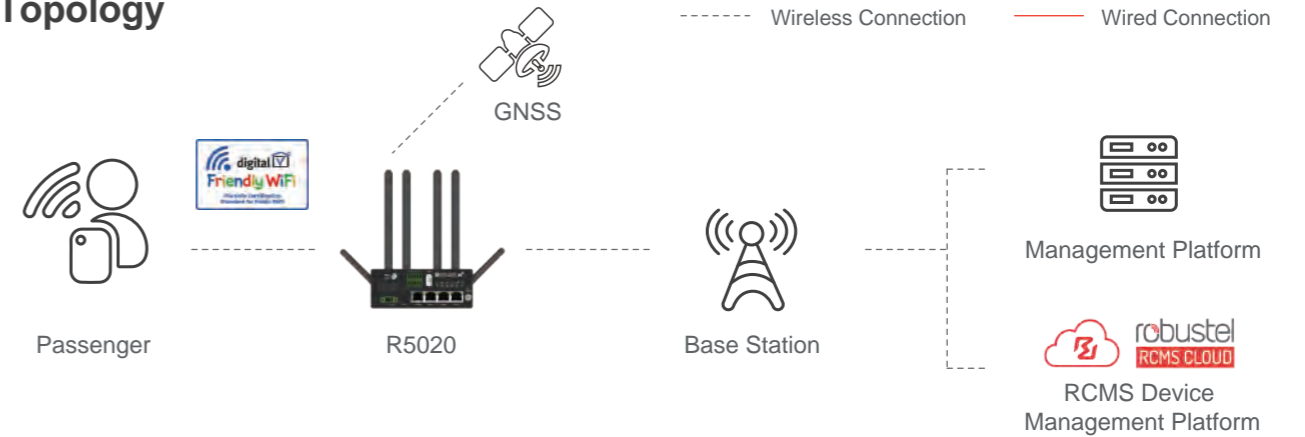 Topology
Wireless Connection
Wired Connection
GNSS
digital
Friendly WiFi
Passenger
R5020
Base Station
Management Platform
robustel
RCMS CLOUD
RCMS Device
Management Platform